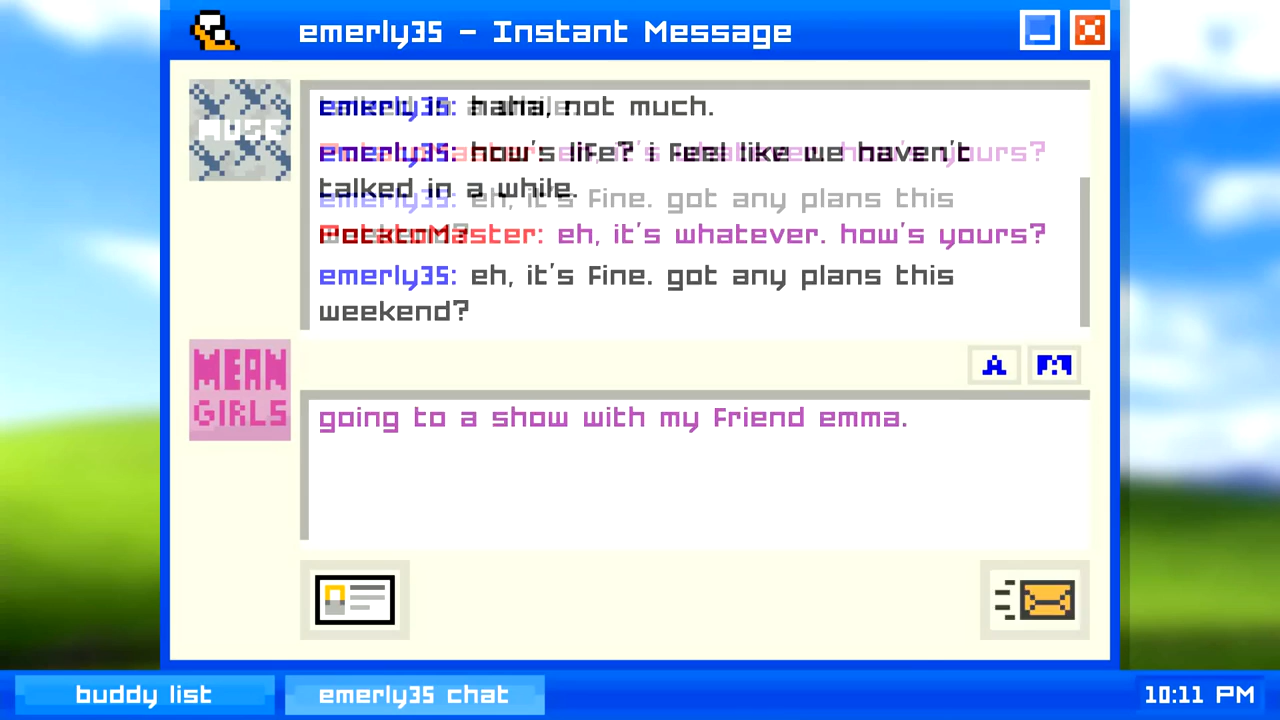 emerly35 - Instant Message
MUSE
emerly35: haha, not much.
emerly35: how's life? i feel like we haven't
talked in a while.
PotatoMaster: eh, it's whatever. how's yours?
emerly35: eh, it's fine. got any plans this
weekend?
MEAN
GIRLS
A
going to a show with my friend emma.
buddy list
emerly35 chat
10:11 PM